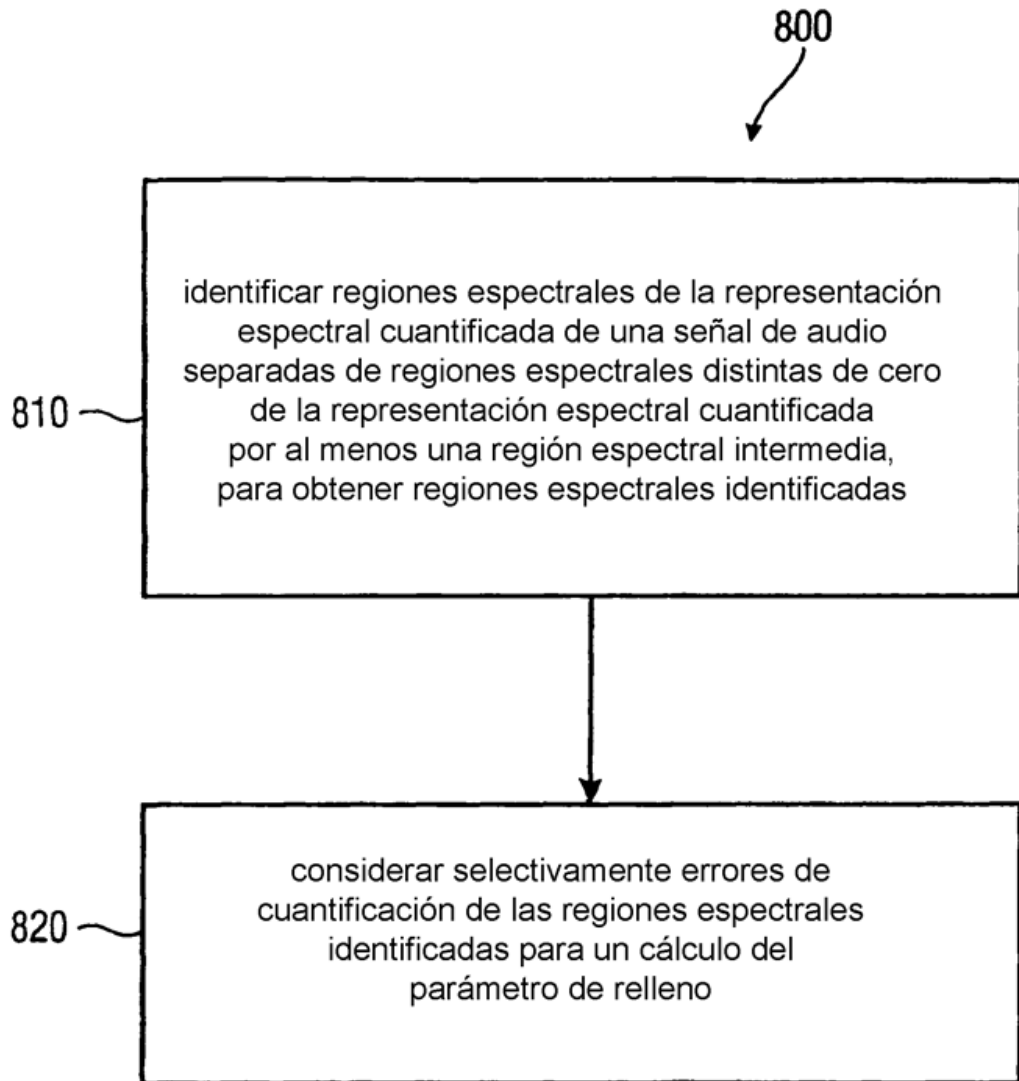 800
identificar regiones espectrales de la representación
espectral cuantificada de una señal de audio
separadas de regiones espectrales distintas de cero
de la representación espectral cuantificada
por al menos una región espectral intermedia,
para obtener regiones espectrales identificadas
810
considerar selectivamente errores de
cuantificación de las regiones espectrales
identificadas para un cálculo del
parámetro de relleno
820